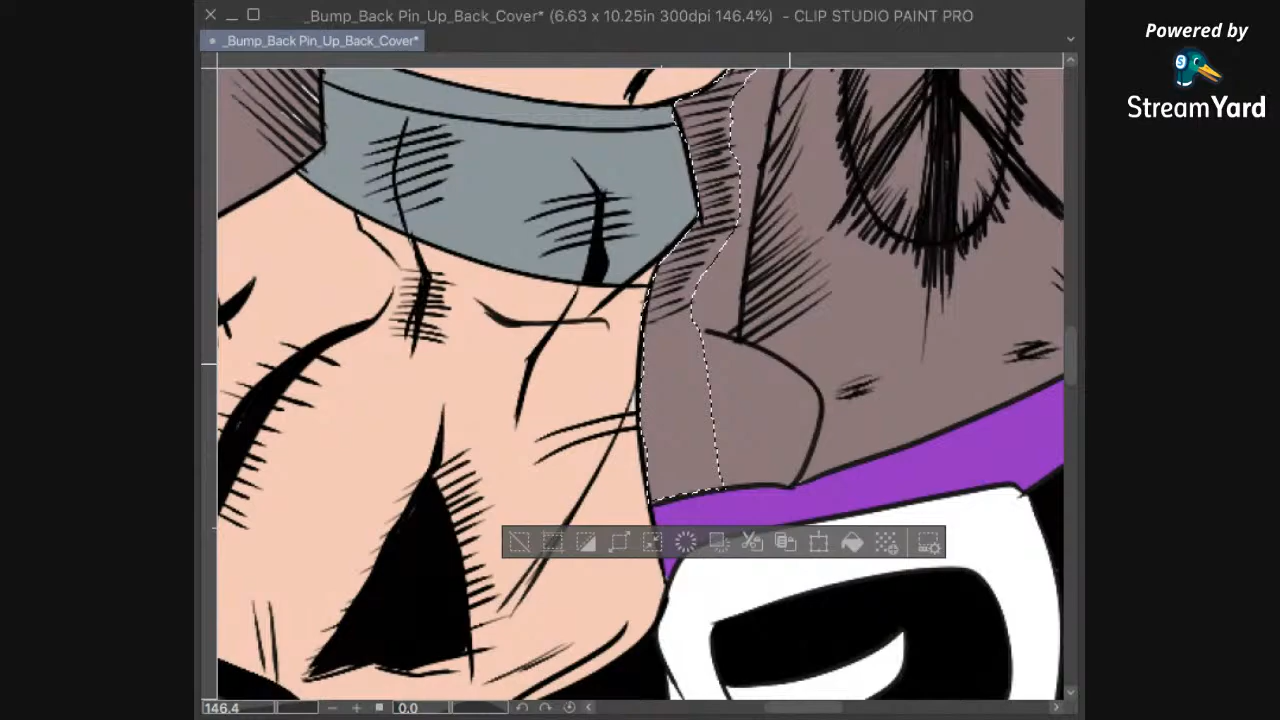 _Bump_Back Pin_Up_Back_Cover* (6.63 x 10.25in 300dpi 146.4%) - CLIP STUDIO PAINT PRO
_Bump_Back Pin_Up_Back_Cover*
Powered by
StreamYard
146.4
0.0